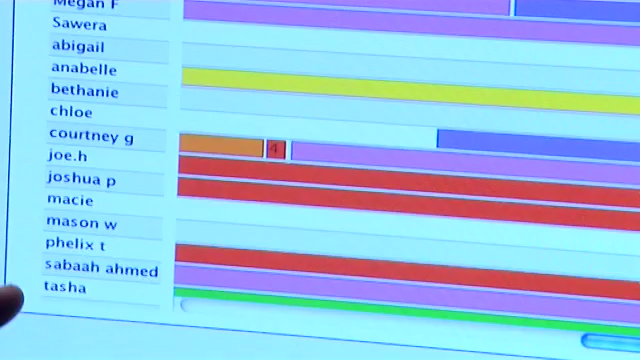 Megan F
Sawera
abigail
anabelle
bethanie
chloe
courtney g
4
joe.h
joshua p
macie
mason w
phelix t
sabaah ahmed
tasha